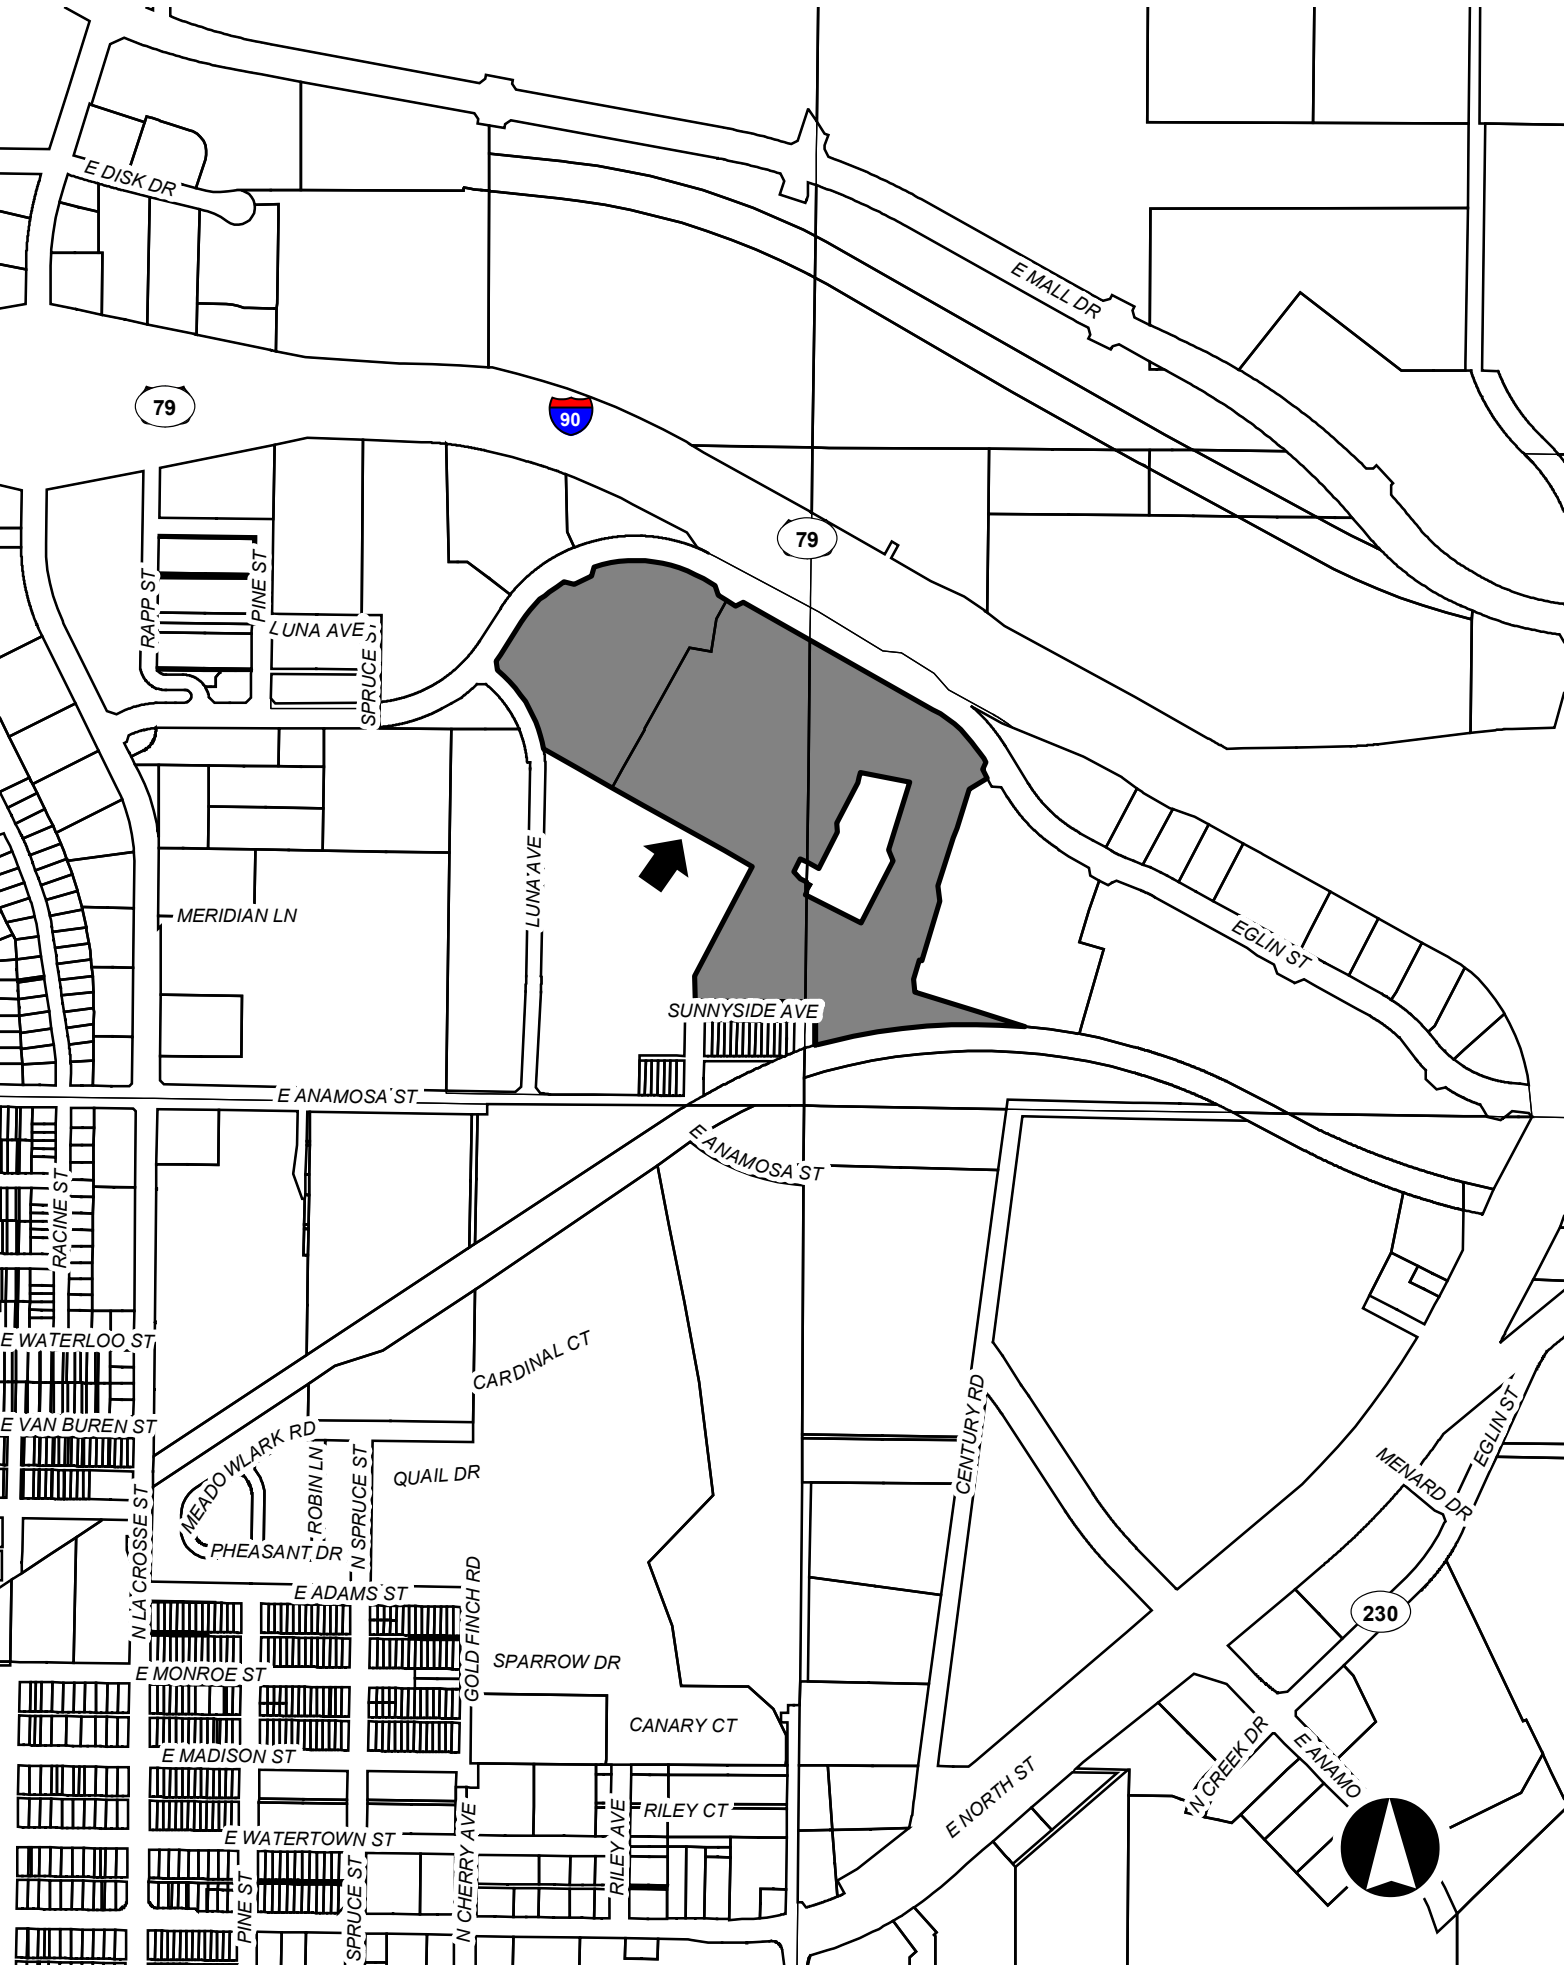 E DISK DR
E MALL DR
79
90
79
RAPP ST
PINE ST
LUNA AVE
SPRUCE ST
LUNA AVE
MERIDIAN LN
EGLIN ST
SUNNYSIDE AVE
E ANAMOSA ST
E ANAMOSA ST
RACINE ST
E WATERLOO ST
CARDINAL CT
CENTURY RD
E VAN BUREN ST
MEADOWLARK RD
ROBIN LN
N SPRUCE ST
QUAIL DR
EGLIN ST
MENARD DR
N LA CROSSE ST
PHEASANT DR
E ADAMS ST
GOLD FINCH RD
230
E MONROE ST
SPARROW DR
CANARY CT
E MADISON ST
N CREEK DR
E ANAMO
E NORTH ST
RILEY CT
E WATERTOWN ST
N CHERRY AVE
RILEY AVE
PINE ST
SPRUCE ST